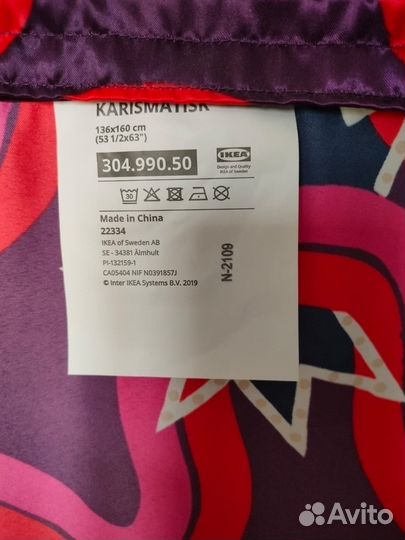 KARISMATISK
136x160 cm
(53 1/2x63")
304.990.50
IKEA
Design and Quality
IKEA of Sweden
30
Made in China
22334
IKEA of Sweden AB
SE - 34381 Älmhult
PI-132159-1
CA05404 NIF N0391857J
© Inter IKEA Systems B.V. 2019
N-2109
Avito